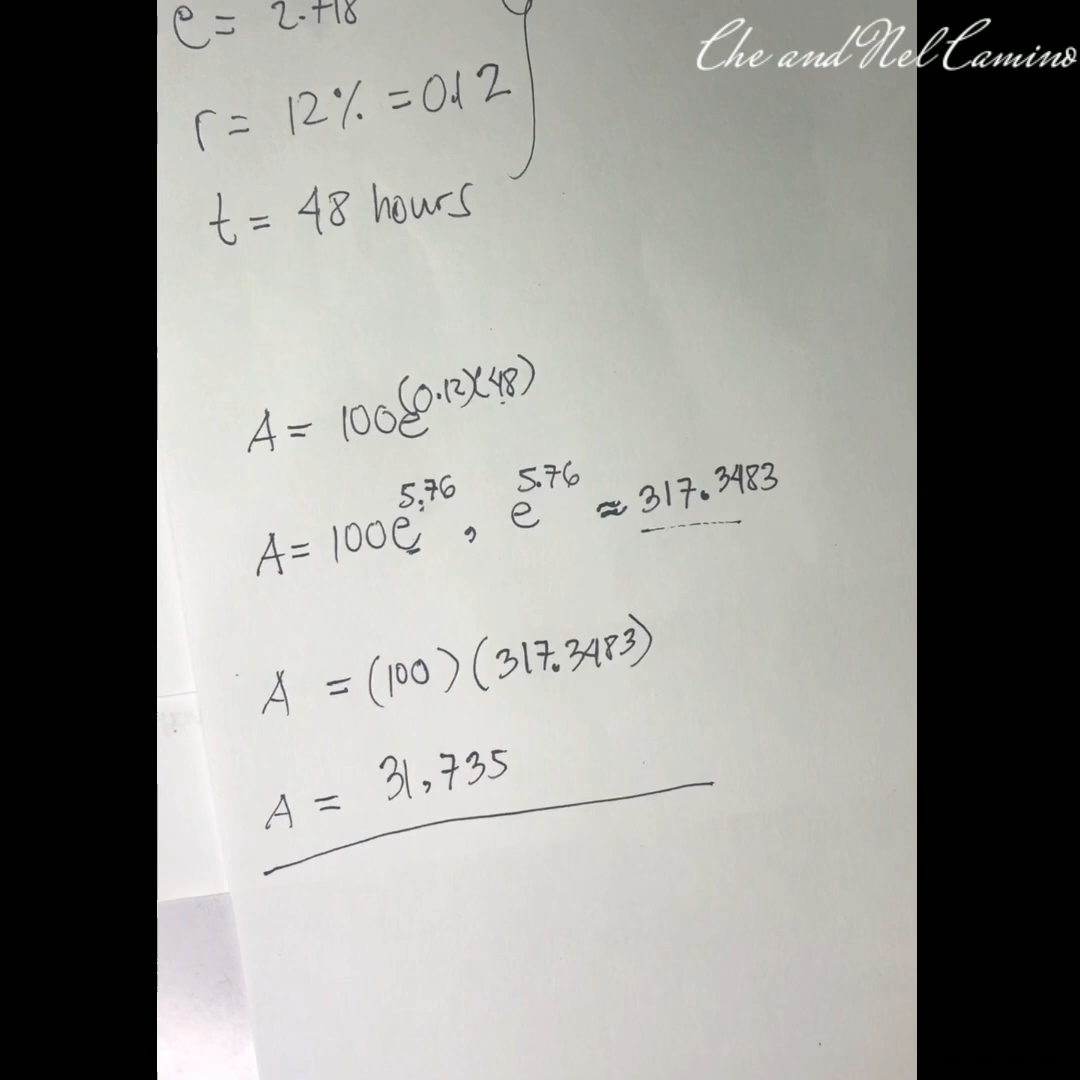 Che and Nel Camino
e = 2.718
r = 12% = 0.12
t = 48 hours
A = 100e^(0.12)(48)
A = 100e^5.76 , e^5.76 ≈ 317.3483
A = (100)(317.3483)
A = 31,735